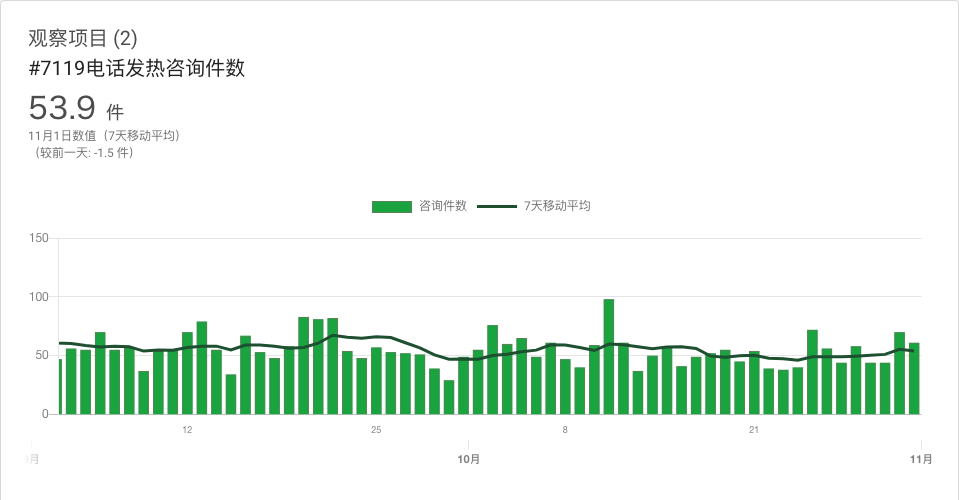 观察项目 (2)
#7119电话发热咨询件数
53.9 件
11月1日数值（7天移动平均）
（较前一天: -1.5 件）
咨询件数 7天移动平均
150
100
50
0
12 25 8 21
月 10月 11月